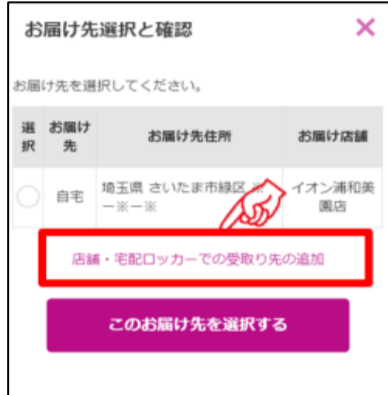 お届け先選択と確認 ×
お届け先を選択してください。
選択 お届け先 お届け先住所 お届け店舗
自宅 埼玉県 さいたま市緑区 ※ー※ー※ イオン浦和美園店
店舗・宅配ロッカーでの受取り先の追加
このお届け先を選択する